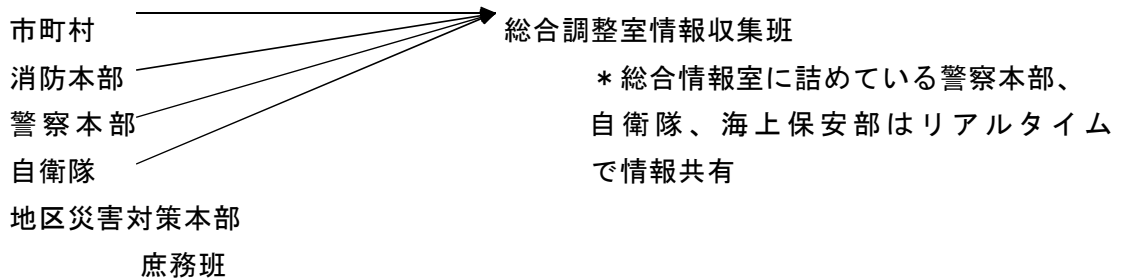 市町村
総合調整室情報収集班
消防本部
＊総合情報室に詰めている警察本部、
警察本部
自衛隊、海上保安部はリアルタイム
自衛隊
で情報共有
地区災害対策本部
庶務班